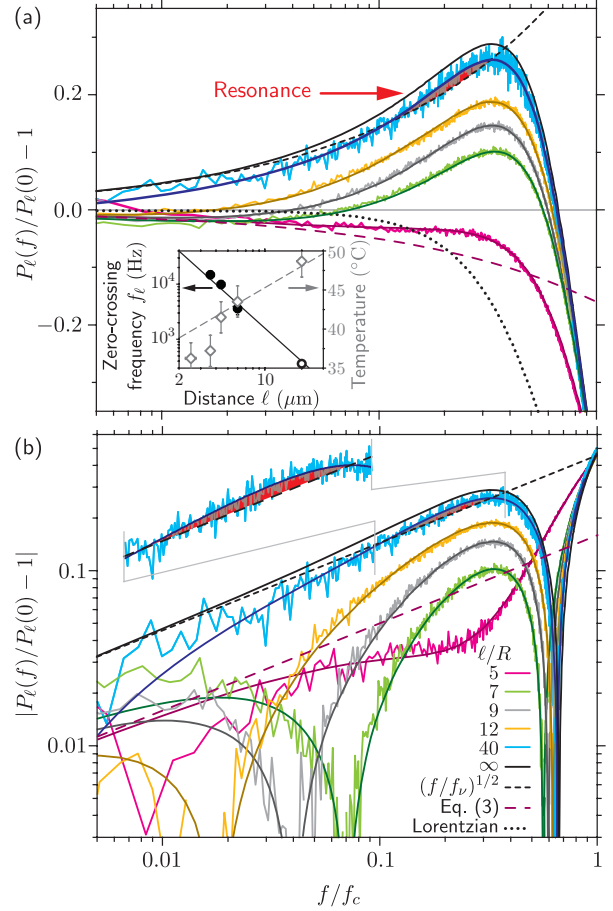 (a)
0.2
0.0
−0.2
P_ℓ(f)/P_ℓ(0) − 1
Resonance
Zero-crossing
frequency f_ℓ (Hz)
10^4
10^3
2
10
Distance ℓ (μm)
50
45
40
35
Temperature (°C)
(b)
0.1
0.01
|P_ℓ(f)/P_ℓ(0) − 1|
ℓ/R
5
7
9
12
40
∞
(f/f_ν)^{1/2}
Eq. (3)
Lorentzian
0.01
0.1
1
f/f_c